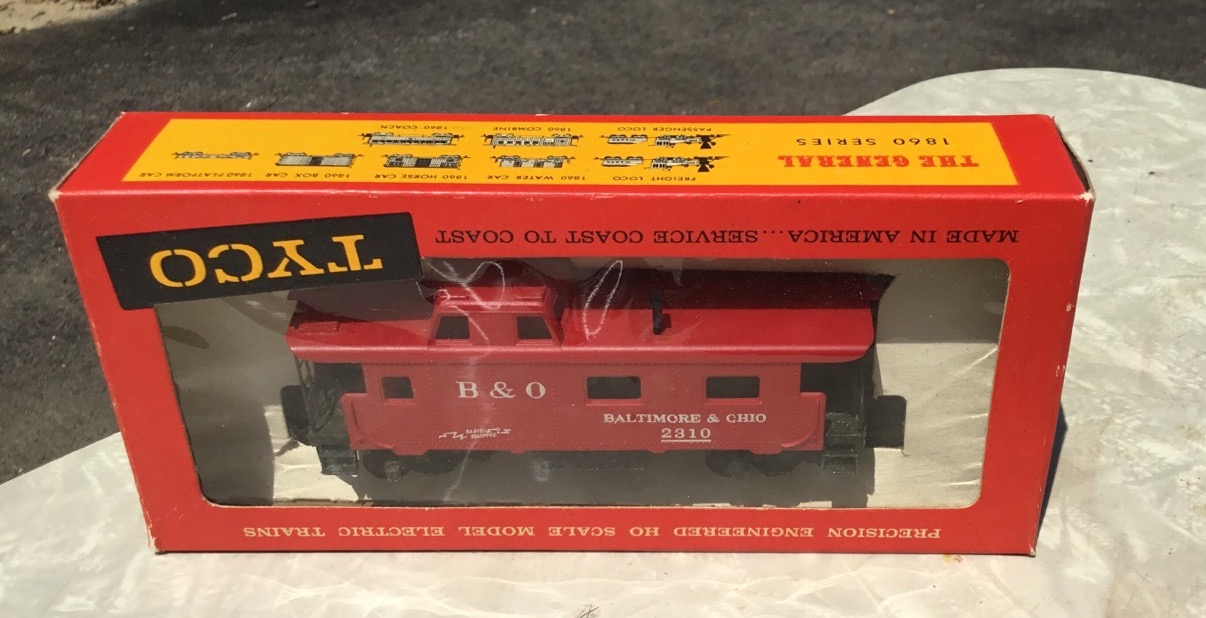 THE GENERAL
1860 SERIES
FREIGHT LOCO
1860 WATER CAR
1860 HORSE CAR
1860 BOX CAR
1860 PLATFORM CAR
PASSENGER LOCO
1860 COMBINE
1860 COACH
MADE IN AMERICA....SERVICE COAST TO COAST
TYCO
B & O
BALTIMORE & OHIO
2310
RADIO
EQUIPPED
PRECISION ENGINEERED HO SCALE MODEL ELECTRIC TRAINS